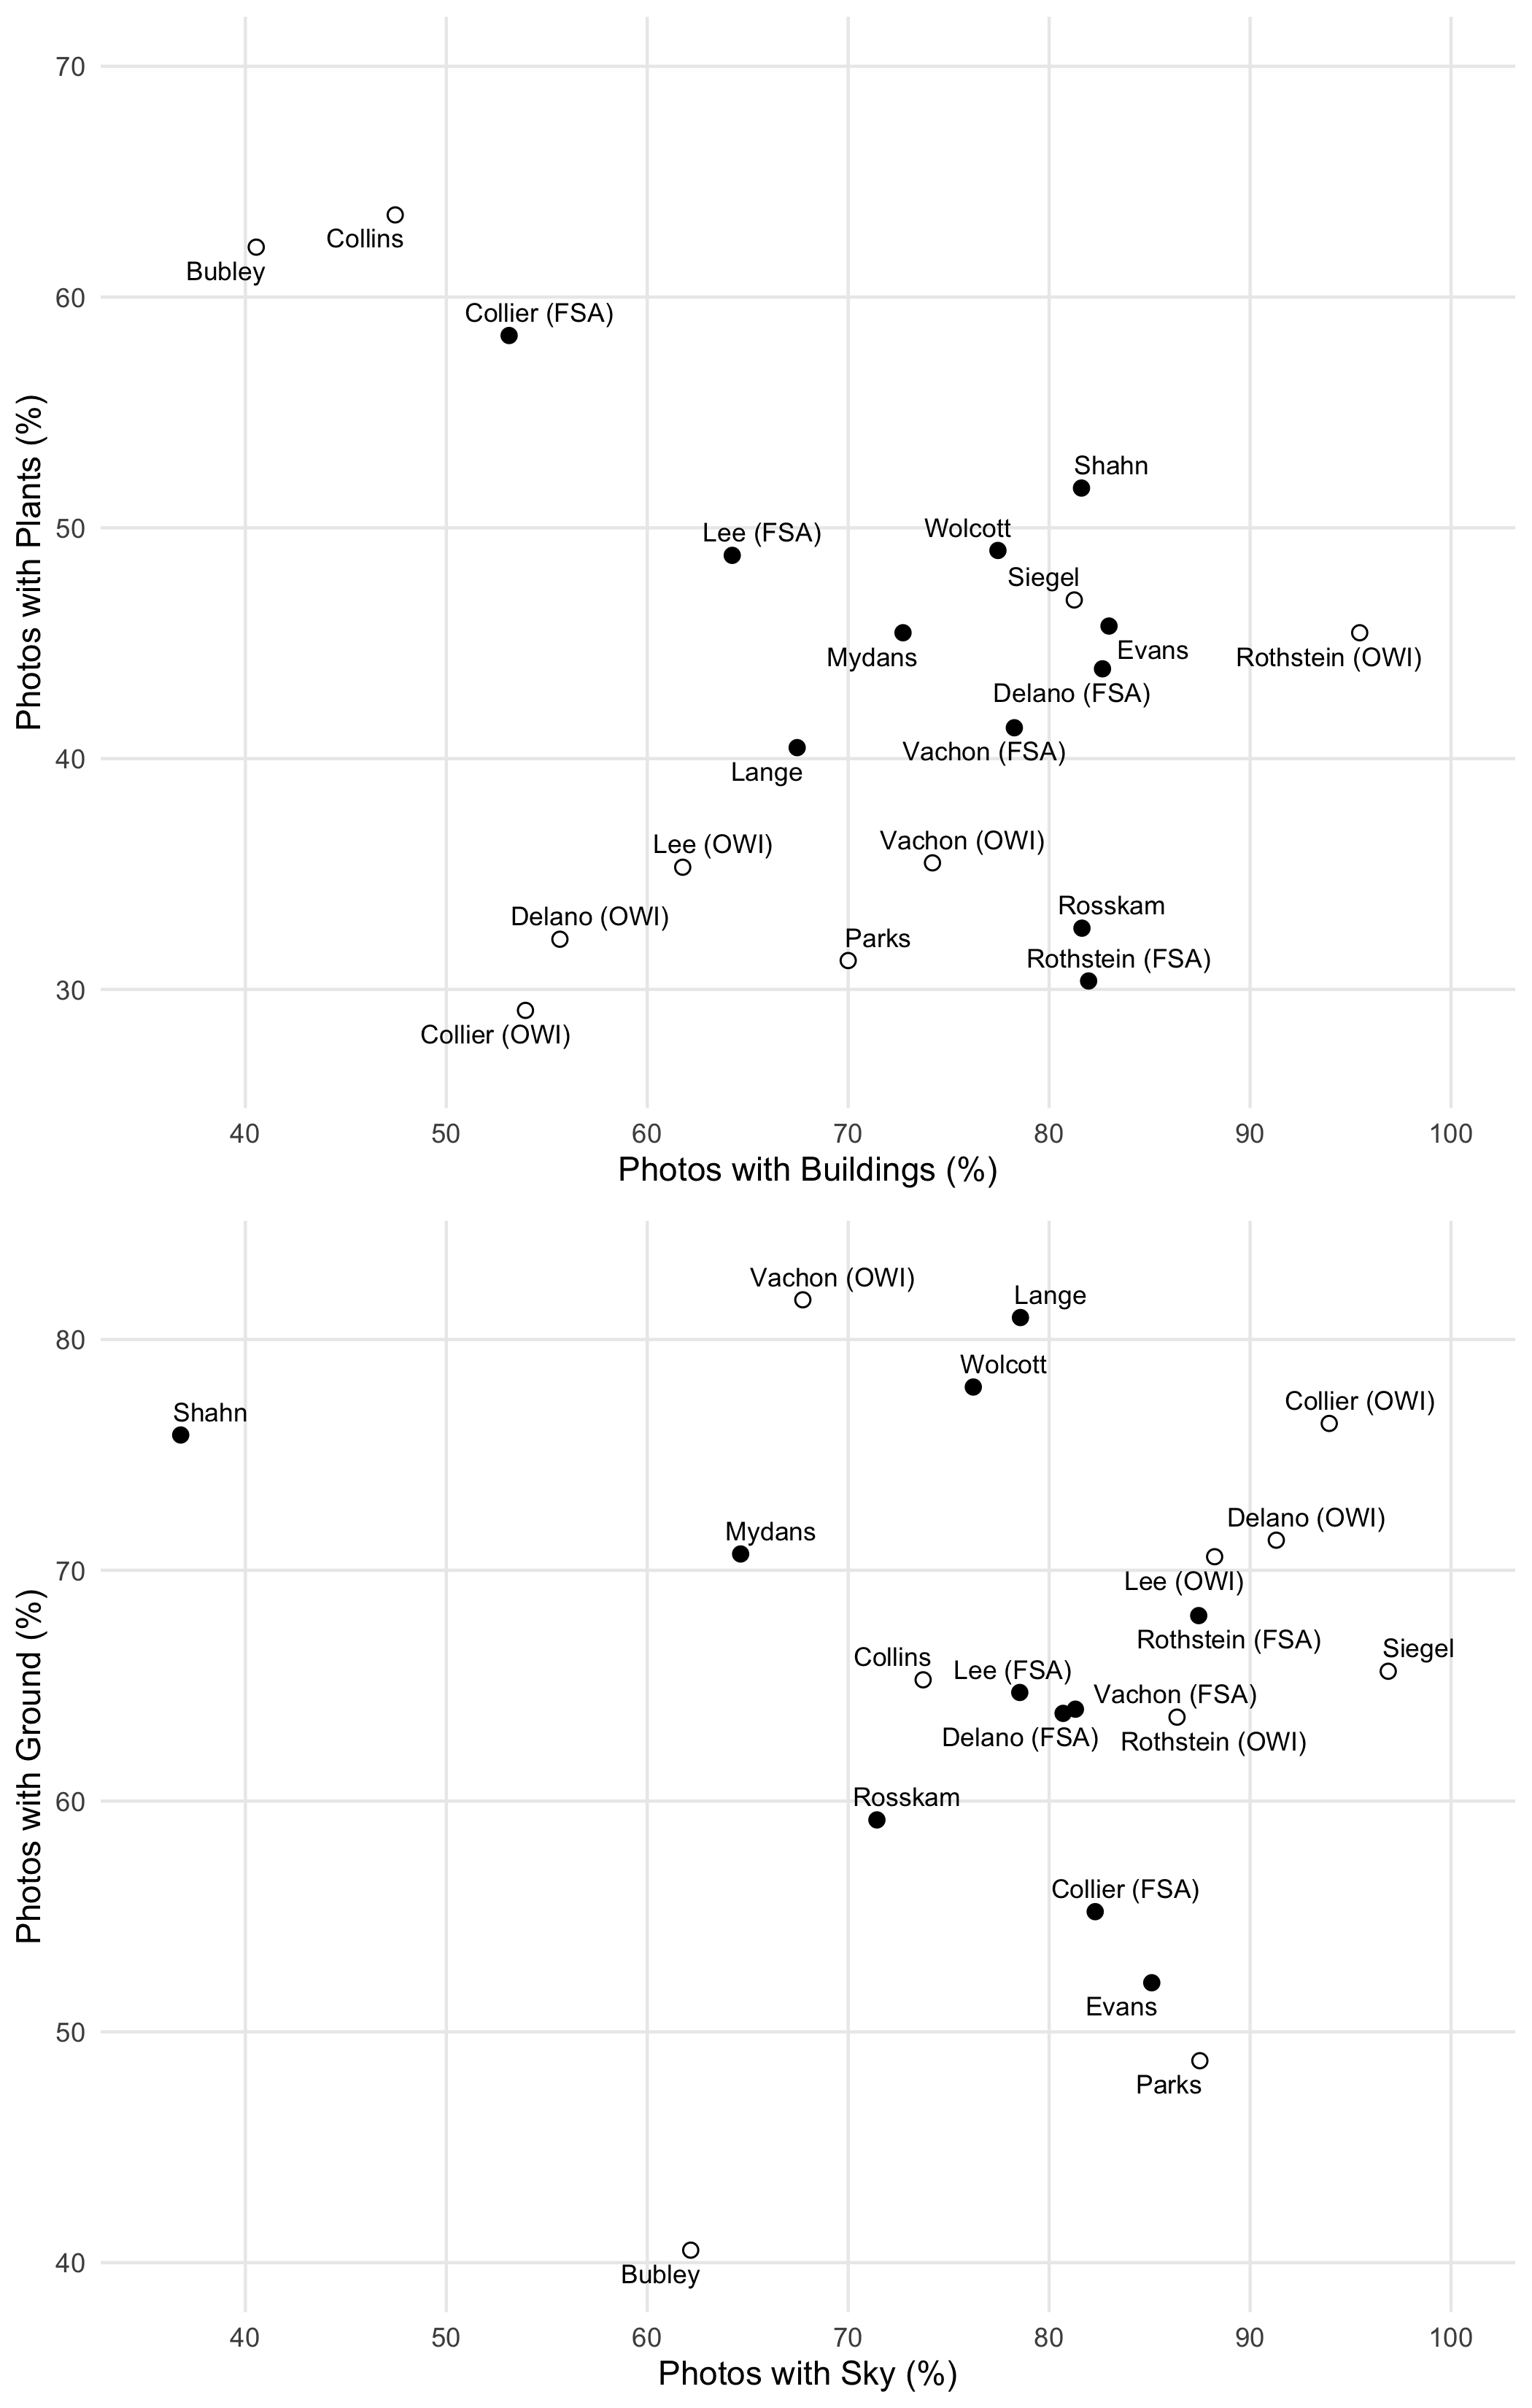 70
Collins
Bubley
60
Collier (FSA)
Shahn
50
Lee (FSA)
Wolcott
Siegel
Mydans
Evans
Rothstein (OWI)
Delano (FSA)
Vachon (FSA)
40
Lange
Lee (OWI)
Vachon (OWI)
Delano (OWI)
Rosskam
Parks
Rothstein (FSA)
30
Collier (OWI)
Photos with Plants (%)
40 50 60 70 80 90 100
Photos with Buildings (%)
Vachon (OWI)
Lange
80
Wolcott
Shahn
Collier (OWI)
Mydans
Delano (OWI)
70
Lee (OWI)
Rothstein (FSA)
Collins
Lee (FSA)
Siegel
Vachon (FSA)
Delano (FSA)
Rothstein (OWI)
60
Rosskam
Collier (FSA)
Evans
50
Parks
40
Bubley
Photos with Ground (%)
40 50 60 70 80 90 100
Photos with Sky (%)